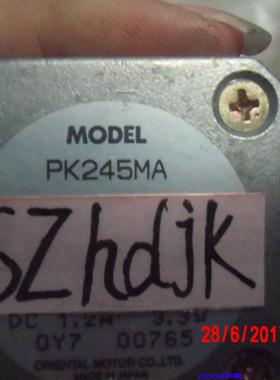 MODEL
PK245MA
SZhdjk
DC 1.2A 3.3V
0Y7 00765
ORIENTAL MOTOR CO.,LTD.
MADE IN JAPAN
28/6/201